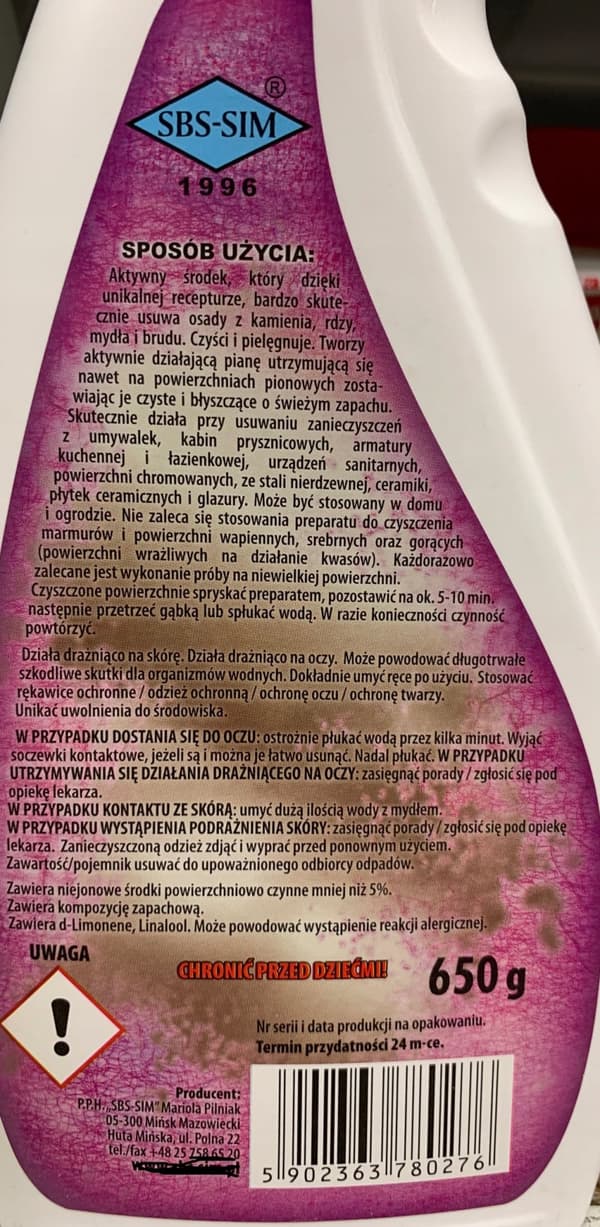 ®
SBS-SIM
1996
SPOSÓB UŻYCIA:
Aktywny środek, który dzięki
unikalnej recepturze, bardzo skute-
cznie usuwa osady z kamienia, rdzy,
mydła i brudu. Czyści i pielęgnuje. Tworzy
aktywnie działającą pianę utrzymującą się
nawet na powierzchniach pionowych zosta-
wiając je czyste i błyszczące o świeżym zapachu.
Skutecznie działa przy usuwaniu zanieczyszczeń
z umywalek, kabin prysznicowych, armatury
kuchennej i łazienkowej, urządzeń sanitarnych,
powierzchni chromowanych, ze stali nierdzewnej, ceramiki,
płytek ceramicznych i glazury. Może być stosowany w domu
i ogrodzie. Nie zaleca się stosowania preparatu do czyszczenia
marmurów i powierzchni wapiennych, srebrnych oraz gorących
(powierzchni wrażliwych na działanie kwasów). Każdorazowo
zalecane jest wykonanie próby na niewielkiej powierzchni.
Czyszczone powierzchnie spryskać preparatem, pozostawić na ok. 5-10 min.
następnie przetrzeć gąbką lub spłukać wodą. W razie konieczności czynność
powtórzyć.
Działa drażniąco na skórę. Działa drażniąco na oczy. Może powodować długotrwałe
szkodliwe skutki dla organizmów wodnych. Dokładnie umyć ręce po użyciu. Stosować
rękawice ochronne / odzież ochronną / ochronę oczu / ochronę twarzy.
Unikać uwolnienia do środowiska.
W PRZYPADKU DOSTANIA SIĘ DO OCZU: ostrożnie płukać wodą przez kilka minut. Wyjąć
soczewki kontaktowe, jeżeli są i można je łatwo usunąć. Nadal płukać. W PRZYPADKU
UTRZYMYWANIA SIĘ DZIAŁANIA DRAŻNIĄCEGO NA OCZY: zasięgnąć porady / zgłosić się pod
opiekę lekarza.
W PRZYPADKU KONTAKTU ZE SKÓRĄ: umyć dużą ilością wody z mydłem.
W PRZYPADKU WYSTĄPIENIA PODRAŻNIENIA SKÓRY: zasięgnąć porady / zgłosić się pod opiekę
lekarza. Zanieczyszczoną odzież zdjąć i wyprać przed ponownym użyciem.
Zawartość/pojemnik usuwać do upoważnionego odbiorcy odpadów.
Zawiera niejonowe środki powierzchniowo czynne mniej niż 5%.
Zawiera kompozycję zapachową.
Zawiera d-Limonene, Linalool. Może powodować wystąpienie reakcji alergicznej.
UWAGA
CHRONIĆ PRZED DZIEĆMI!
650 g
Nr serii i data produkcji na opakowaniu.
Termin przydatności 24 m-ce.
Producent:
P.P.H. „SBS-SIM" Mariola Pilniak
05-300 Mińsk Mazowiecki
Huta Mińska, ul. Polna 22
tel./fax +48 25 758 65 20
5 902363 780276